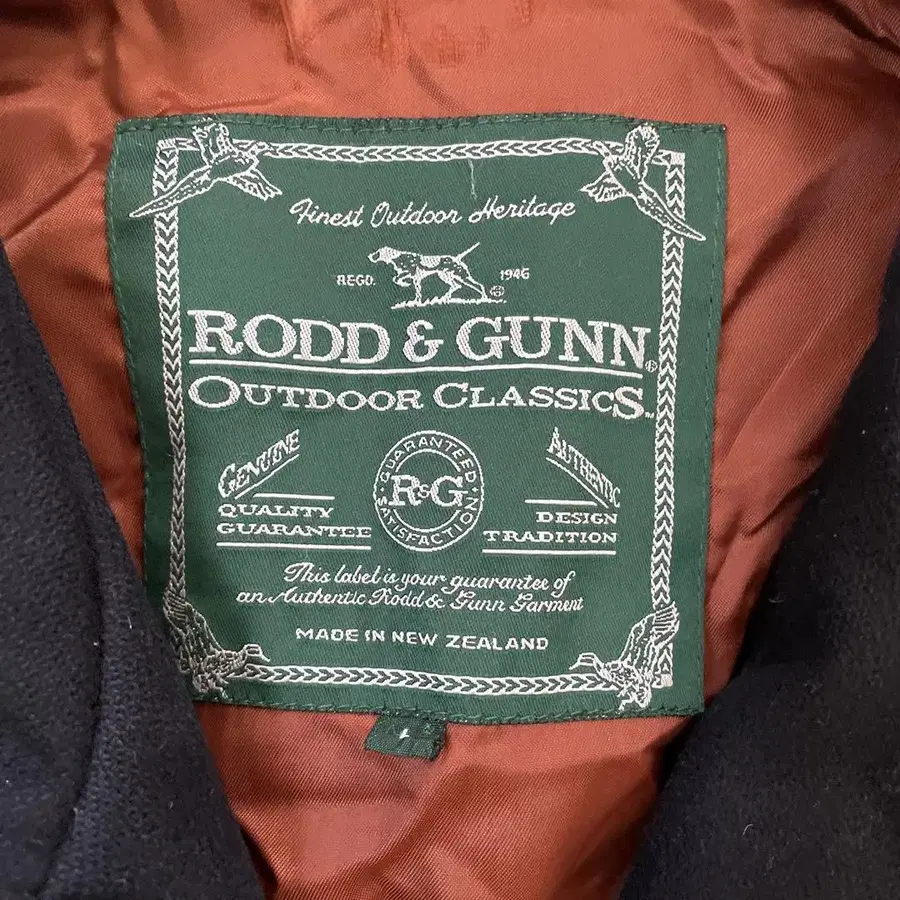 Finest Outdoor Heritage
REGD. 1946
RODD & GUNN ®
OUTDOOR CLASSICS ™
GENUINE
QUALITY
GUARANTEE
GUARANTEED
R&G
SATISFACTION
AUTHENTIC
DESIGN
TRADITION
This label is your guarantee of
an Authentic Rodd & Gunn Garment
MADE IN NEW ZEALAND